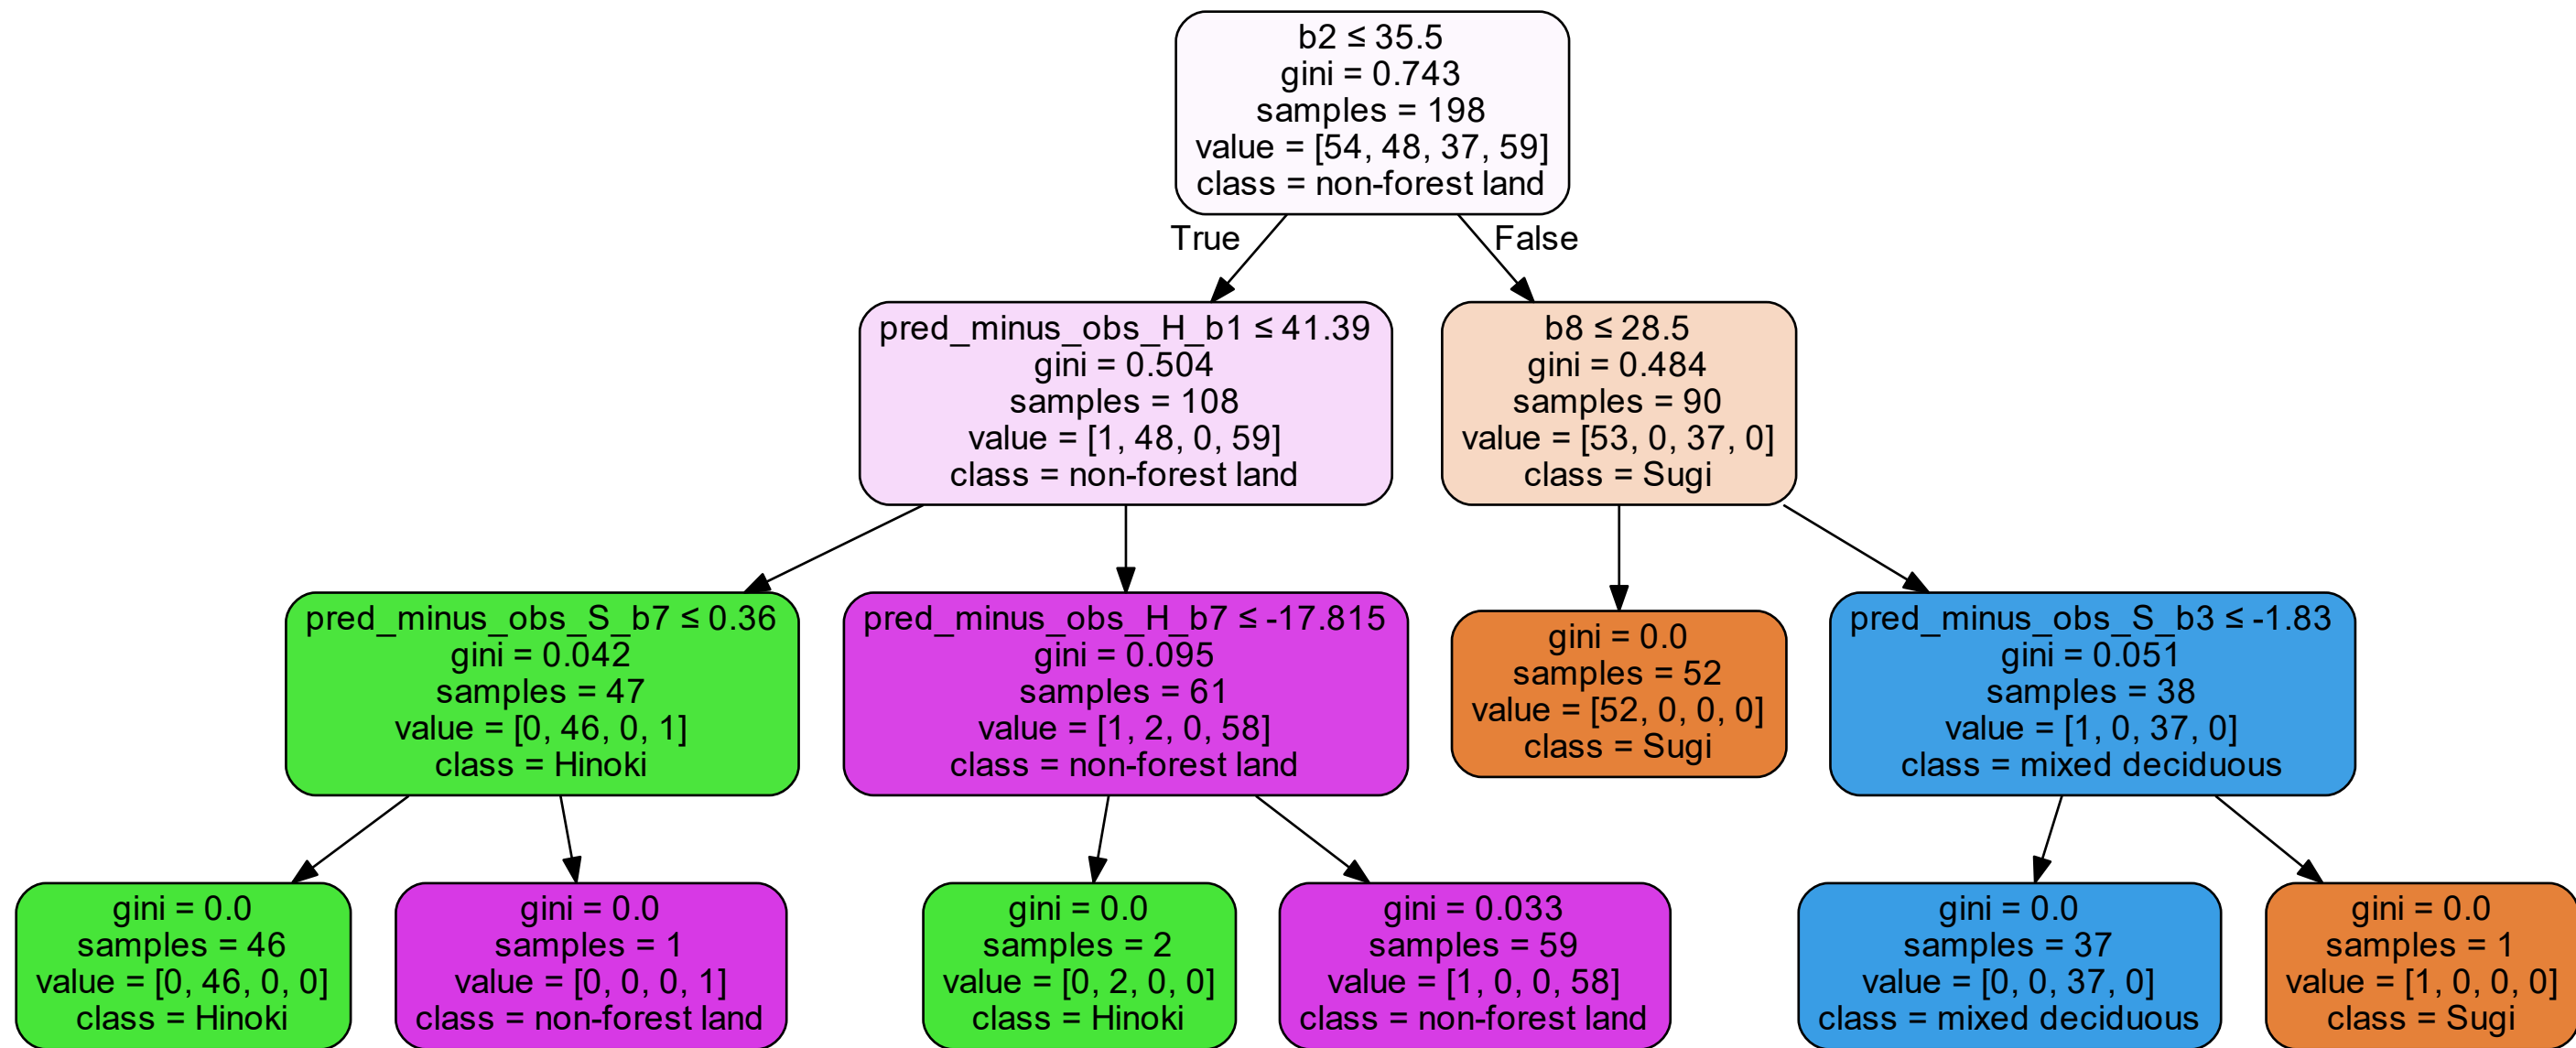 b2 ≤ 35.5
gini = 0.743
samples = 198
value = [54, 48, 37, 59]
class = non-forest land
True
False
pred_minus_obs_H_b1 ≤ 41.39
gini = 0.504
samples = 108
value = [1, 48, 0, 59]
class = non-forest land
b8 ≤ 28.5
gini = 0.484
samples = 90
value = [53, 0, 37, 0]
class = Sugi
pred_minus_obs_S_b7 ≤ 0.36
gini = 0.042
samples = 47
value = [0, 46, 0, 1]
class = Hinoki
pred_minus_obs_H_b7 ≤ -17.815
gini = 0.095
samples = 61
value = [1, 2, 0, 58]
class = non-forest land
gini = 0.0
samples = 52
value = [52, 0, 0, 0]
class = Sugi
pred_minus_obs_S_b3 ≤ -1.83
gini = 0.051
samples = 38
value = [1, 0, 37, 0]
class = mixed deciduous
gini = 0.0
samples = 46
value = [0, 46, 0, 0]
class = Hinoki
gini = 0.0
samples = 1
value = [0, 0, 0, 1]
class = non-forest land
gini = 0.0
samples = 2
value = [0, 2, 0, 0]
class = Hinoki
gini = 0.033
samples = 59
value = [1, 0, 0, 58]
class = non-forest land
gini = 0.0
samples = 37
value = [0, 0, 37, 0]
class = mixed deciduous
gini = 0.0
samples = 1
value = [1, 0, 0, 0]
class = Sugi